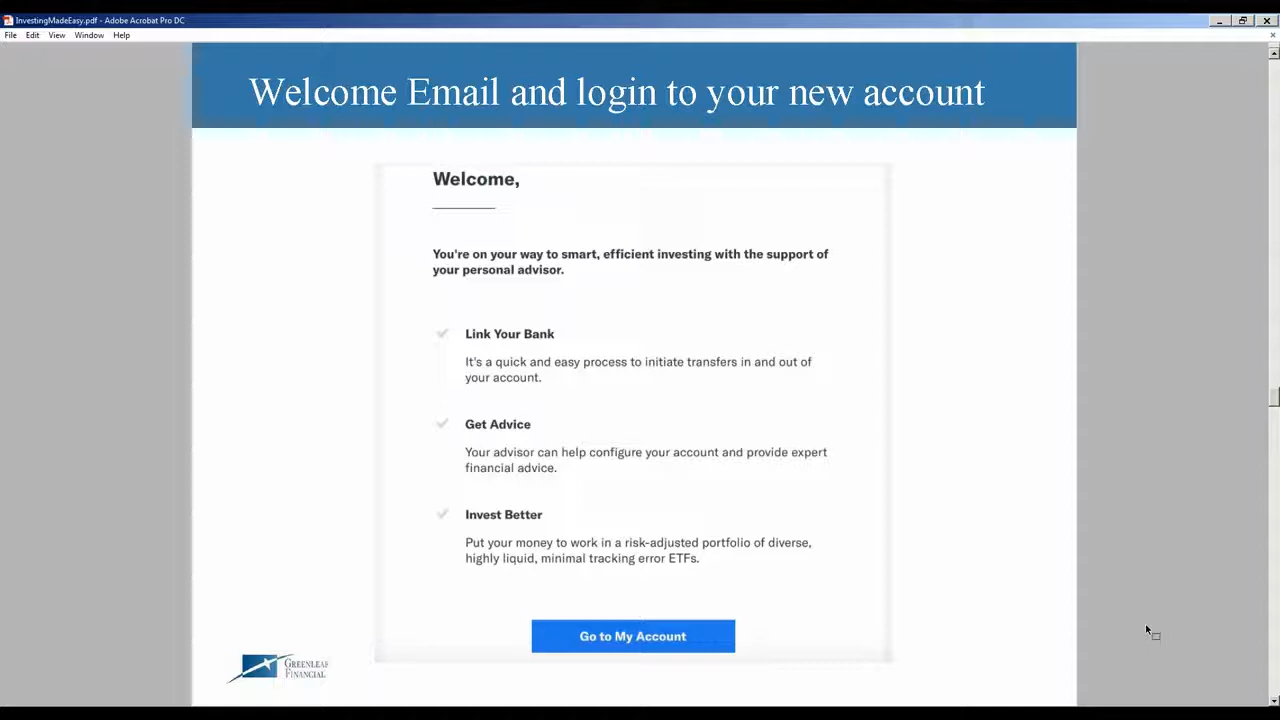 InvestingMadeEasy.pdf - Adobe Acrobat Pro DC
File Edit View Window Help
Welcome Email and login to your new account
Welcome,
You're on your way to smart, efficient investing with the support of
your personal advisor.
Link Your Bank
It's a quick and easy process to initiate transfers in and out of
your account.
Get Advice
Your advisor can help configure your account and provide expert
financial advice.
Invest Better
Put your money to work in a risk-adjusted portfolio of diverse,
highly liquid, minimal tracking error ETFs.
Go to My Account
GREENLEAF
FINANCIAL